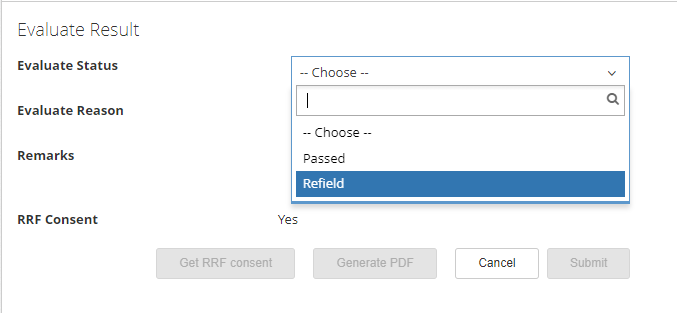 Evaluate Result
Evaluate Status
-- Choose --
-- Choose --
Evaluate Reason
Passed
Remarks
Refield
RRF Consent Yes
Get RRF consent Generate PDF Cancel Submit